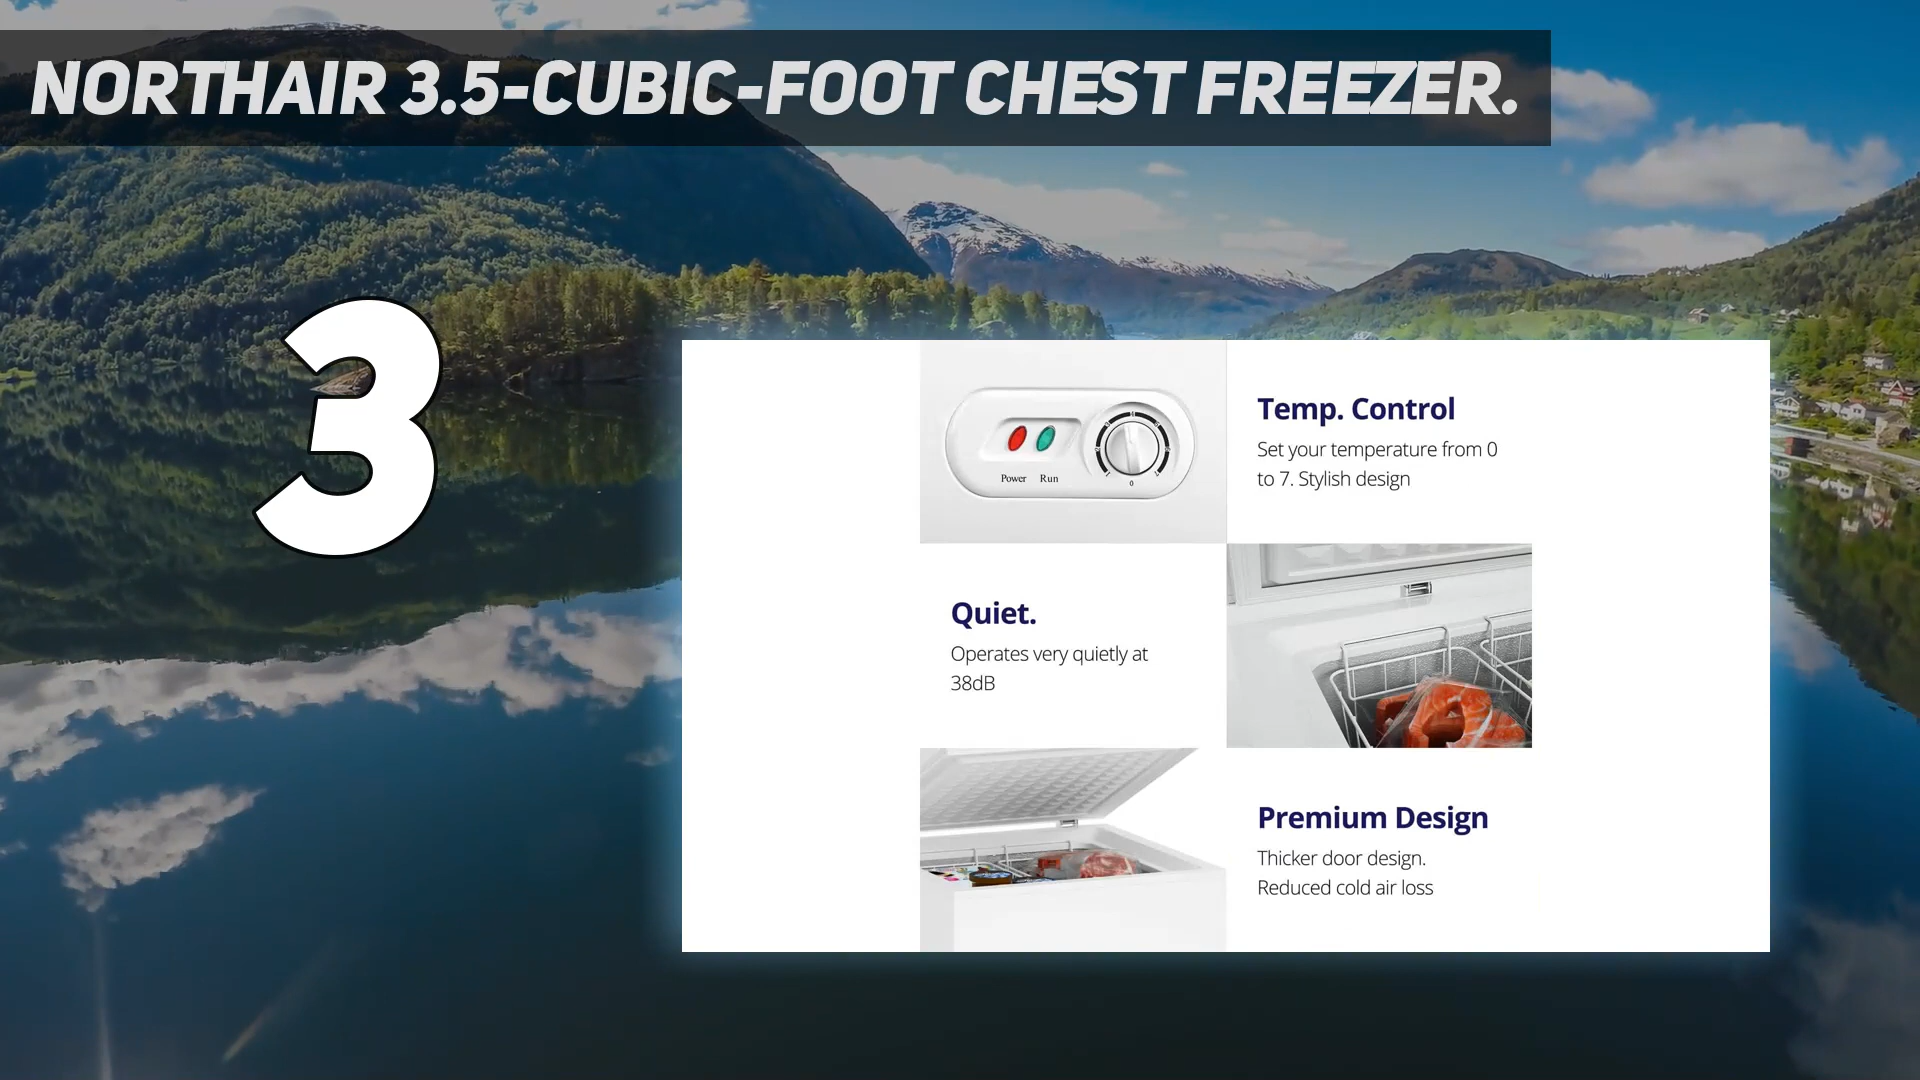 NORTHAIR 3.5-CUBIC-FOOT CHEST FREEZER.
3
Temp. Control
Set your temperature from 0
to 7. Stylish design
Power Run
0
Quiet.
Operates very quietly at
38dB
Premium Design
Thicker door design.
Reduced cold air loss